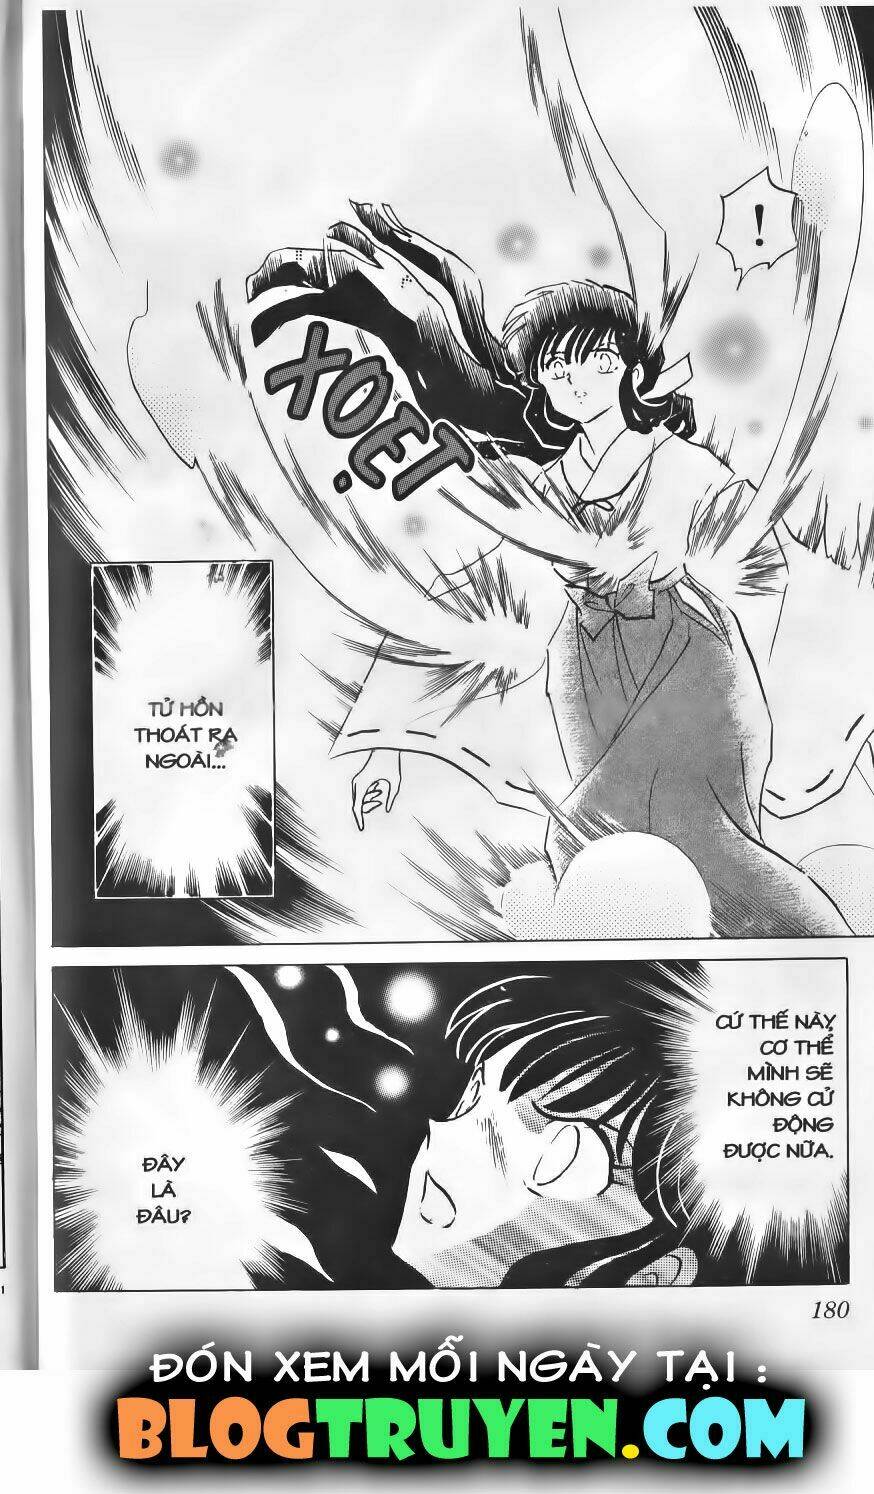 !
XOẸT
TỬ HỒN
THOÁT RA
NGOÀI...
CỨ THẾ NÀY,
CƠ THỂ
MÌNH SẼ
KHÔNG CỬ
ĐỘNG
ĐƯỢC NỮA.
ĐÂY
LÀ
ĐÂU?
180
ĐÓN XEM MỖI NGÀY TẠI :
BLOGTRUYEN.COM